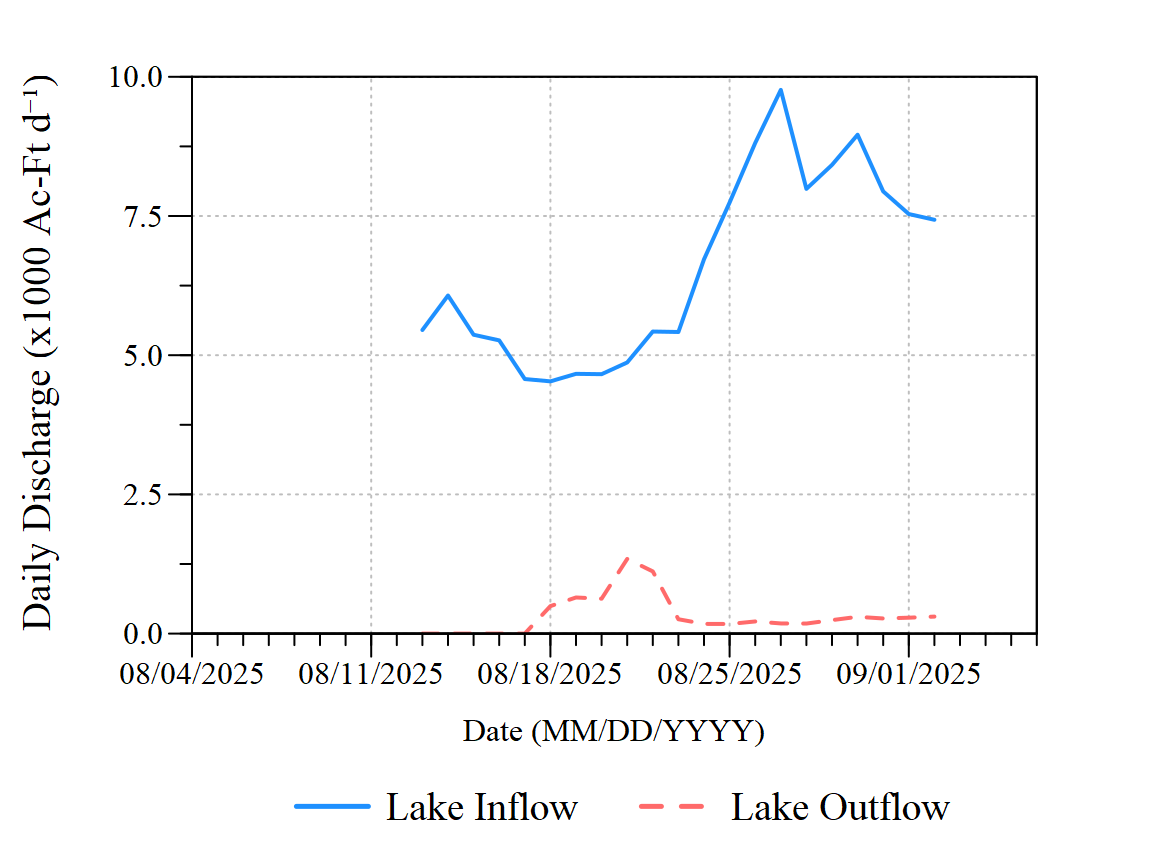 Daily Discharge (x1000 Ac-Ft d⁻¹)
10.0
7.5
5.0
2.5
0.0
08/04/2025 08/11/2025 08/18/2025 08/25/2025 09/01/2025
Date (MM/DD/YYYY)
Lake Inflow Lake Outflow